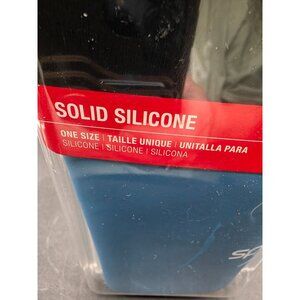 SOLID SILICONE
ONE SIZE | TAILLE UNIQUE | UNITALLA PARA
SILICONE | SILICONE | SILICONA